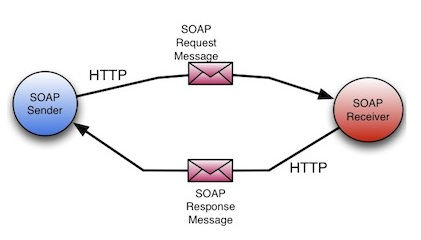 SOAP
Request
Message
HTTP
SOAP
Sender
SOAP
Receiver
HTTP
SOAP
Response
Message